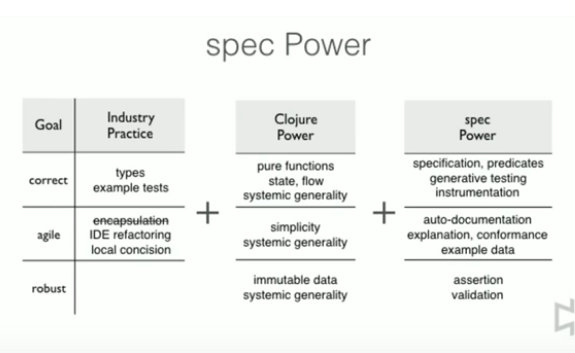 spec Power
Goal
Industry
Practice
correct
types
example tests
agile
encapsulation
IDE refactoring
local concision
robust
+
Clojure
Power
pure functions
state, flow
systemic generality
simplicity
systemic generality
immutable data
systemic generality
+
spec
Power
specification, predicates
generative testing
instrumentation
auto-documentation
explanation, conformance
example data
assertion
validation